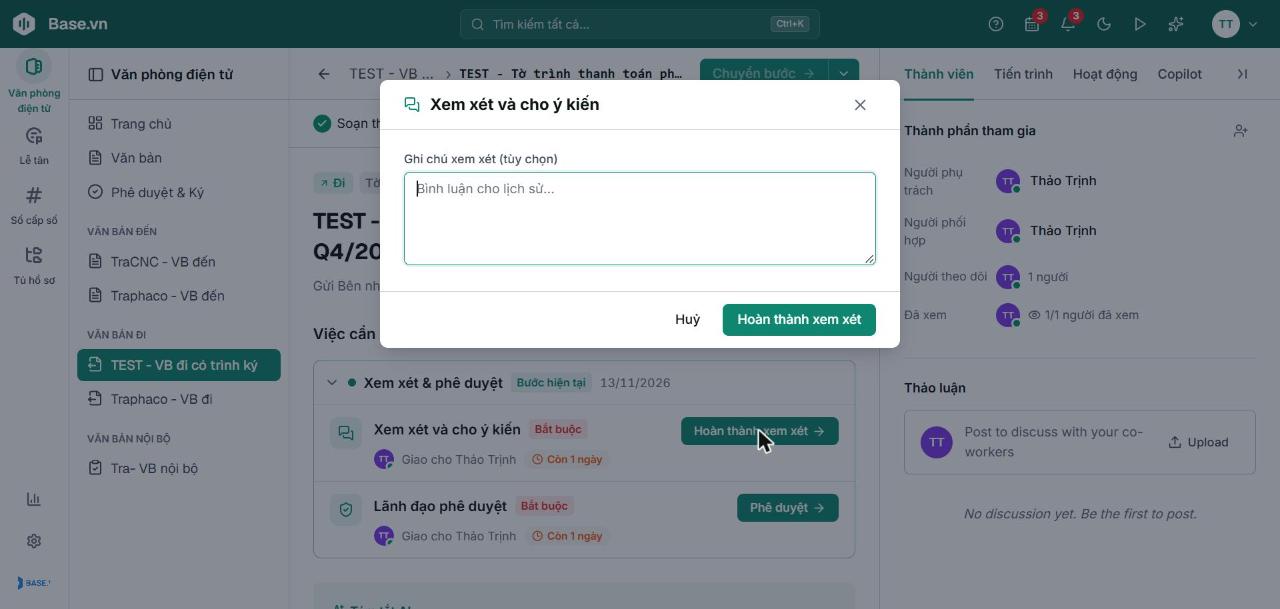 Base.vn
Tìm kiếm tất cả...
Ctrl+K
3
3
TT
Văn phòng điện tử
Lễ tân
Số cấp số
Tủ hồ sơ
BASE
Văn phòng điện tử
Trang chủ
Văn bản
Phê duyệt & Ký
VĂN BẢN ĐẾN
TraCNC - VB đến
Traphaco - VB đến
VĂN BẢN ĐI
TEST - VB đi có trình ký
Traphaco - VB đi
VĂN BẢN NỘI BỘ
Tra- VB nội bộ
TEST - VB ...
TEST - Tờ trình thanh toán ph…
Chuyển bước
Soạn
Đi
TEST -
Q4/20
Gửi Bên
Việc cần
Xem xét và cho ý kiến
Ghi chú xem xét (tùy chọn)
Bình luận cho lịch sử...
Huỷ
Hoàn thành xem xét
Xem xét & phê duyệt
Bước hiện tại
13/11/2026
Xem xét và cho ý kiến
Bắt buộc
Hoàn thành xem xét
TT
Giao cho Thảo Trịnh
Còn 1 ngày
Lãnh đạo phê duyệt
Bắt buộc
Phê duyệt
TT
Giao cho Thảo Trịnh
Còn 1 ngày
Thành viên
Tiến trình
Hoạt động
Copilot
Thành phần tham gia
Người phụ trách
TT
Thảo Trịnh
Người phối hợp
TT
Thảo Trịnh
Người theo dõi
TT
1 người
Đã xem
TT
1/1 người đã xem
Thảo luận
TT
Post to discuss with your co-workers
Upload
No discussion yet. Be the first to post.